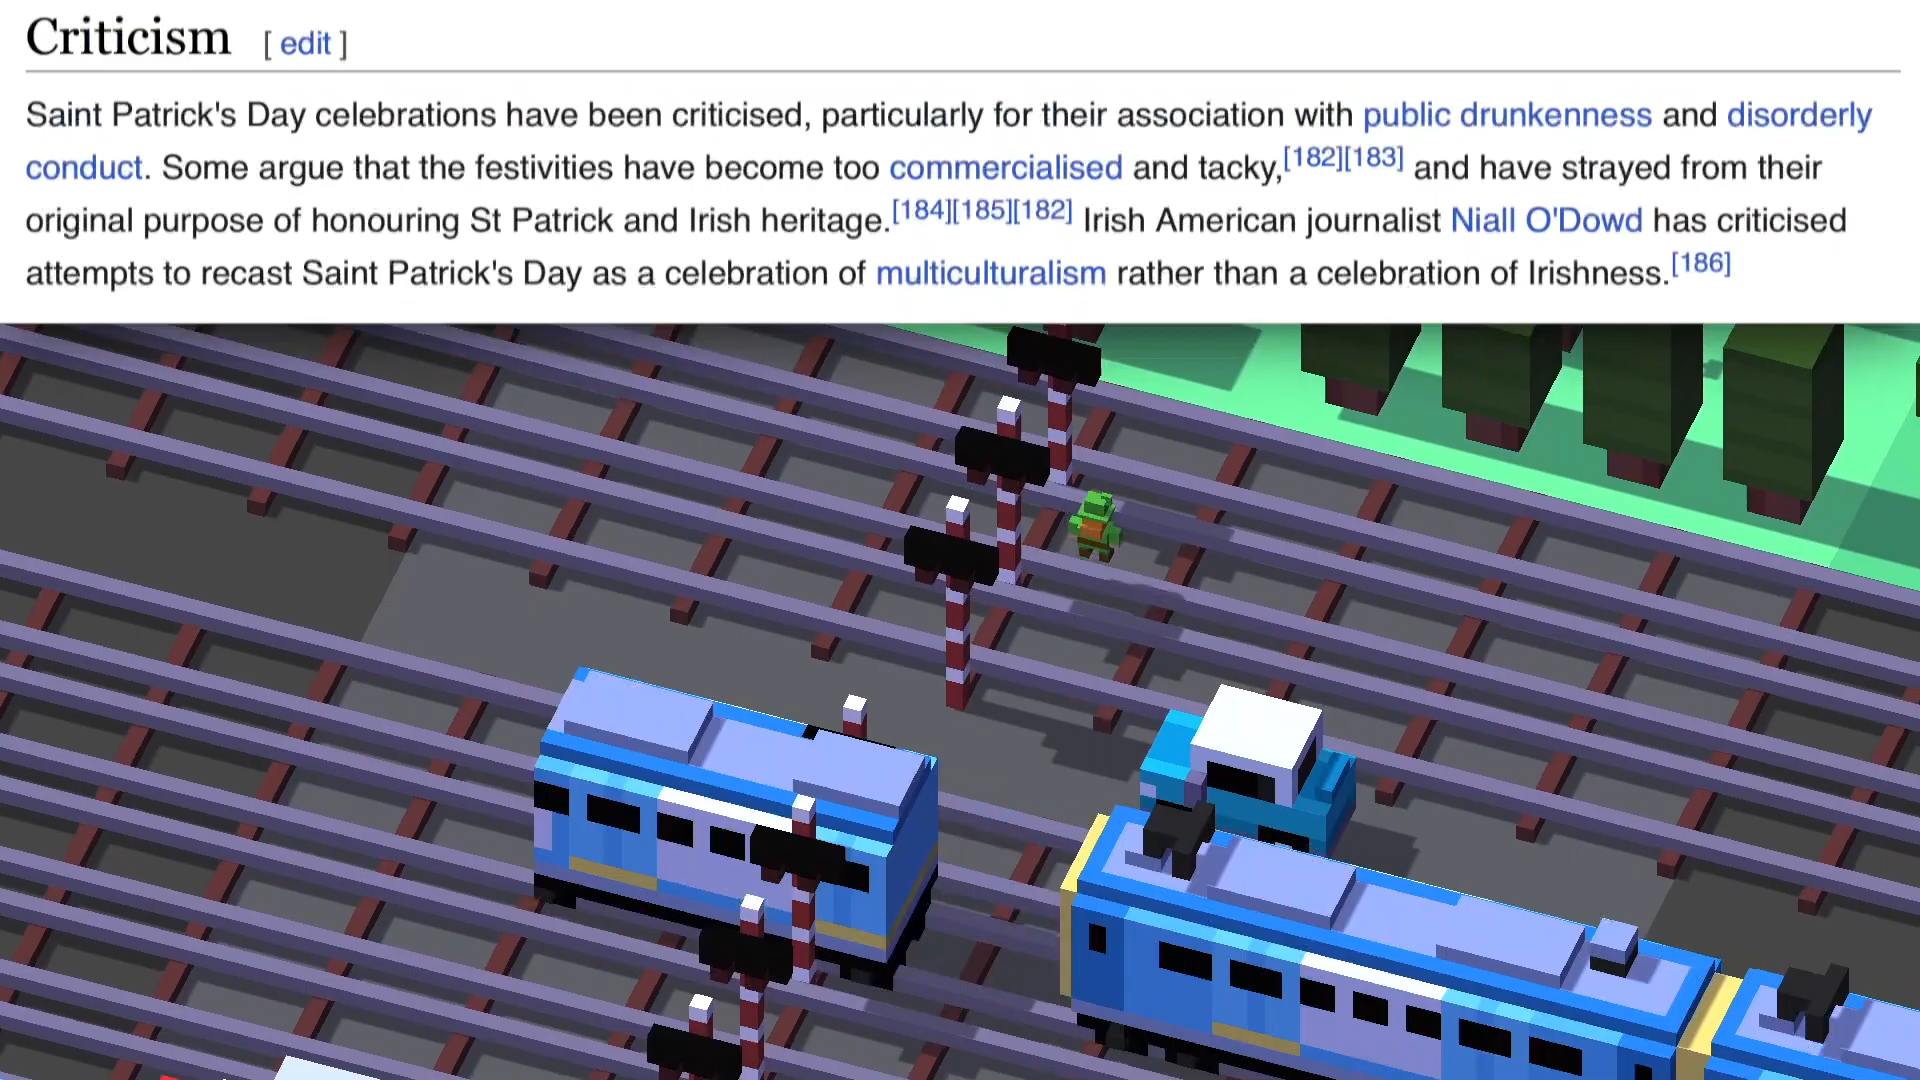 Criticism [ edit ]
Saint Patrick's Day celebrations have been criticised, particularly for their association with public drunkenness and disorderly
conduct. Some argue that the festivities have become too commercialised and tacky,[182][183] and have strayed from their
original purpose of honouring St Patrick and Irish heritage.[184][185][182] Irish American journalist Niall O'Dowd has criticised
attempts to recast Saint Patrick's Day as a celebration of multiculturalism rather than a celebration of Irishness.[186]